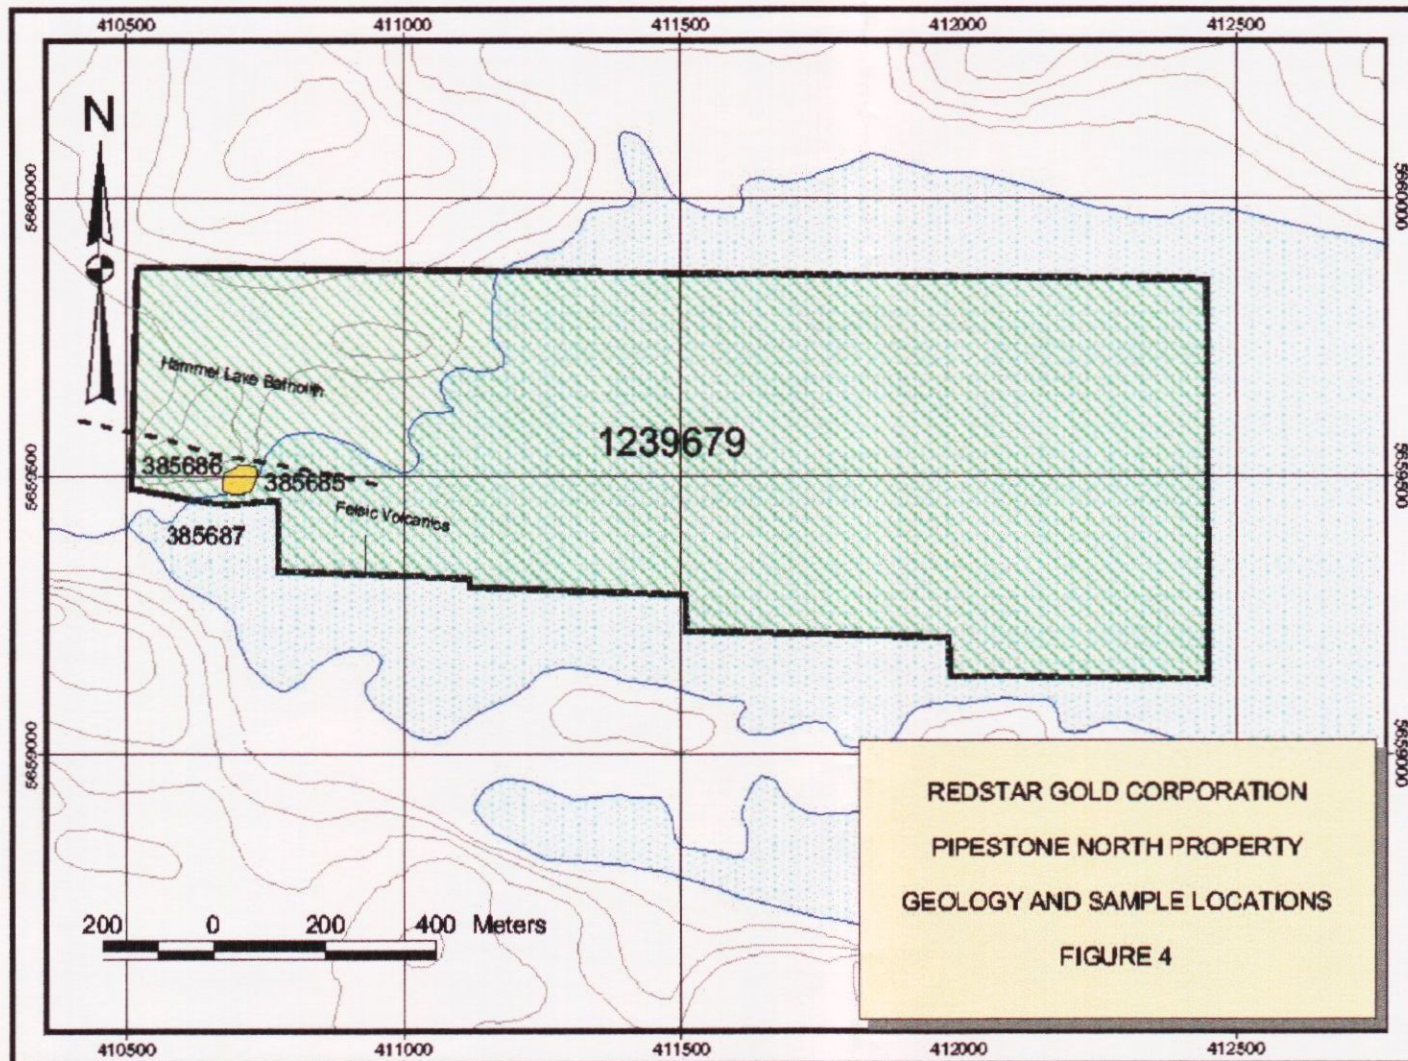 410500 411000 411500 412000 412500
N
5660000 5660000
Hammel Lake Batholith
1239679
385686
385685
5659500 5659500
Felsic Volcanics
385687
5659000 5659000
REDSTAR GOLD CORPORATION
PIPESTONE NORTH PROPERTY
GEOLOGY AND SAMPLE LOCATIONS
FIGURE 4
200 0 200 400 Meters
410500 411000 411500 412000 412500